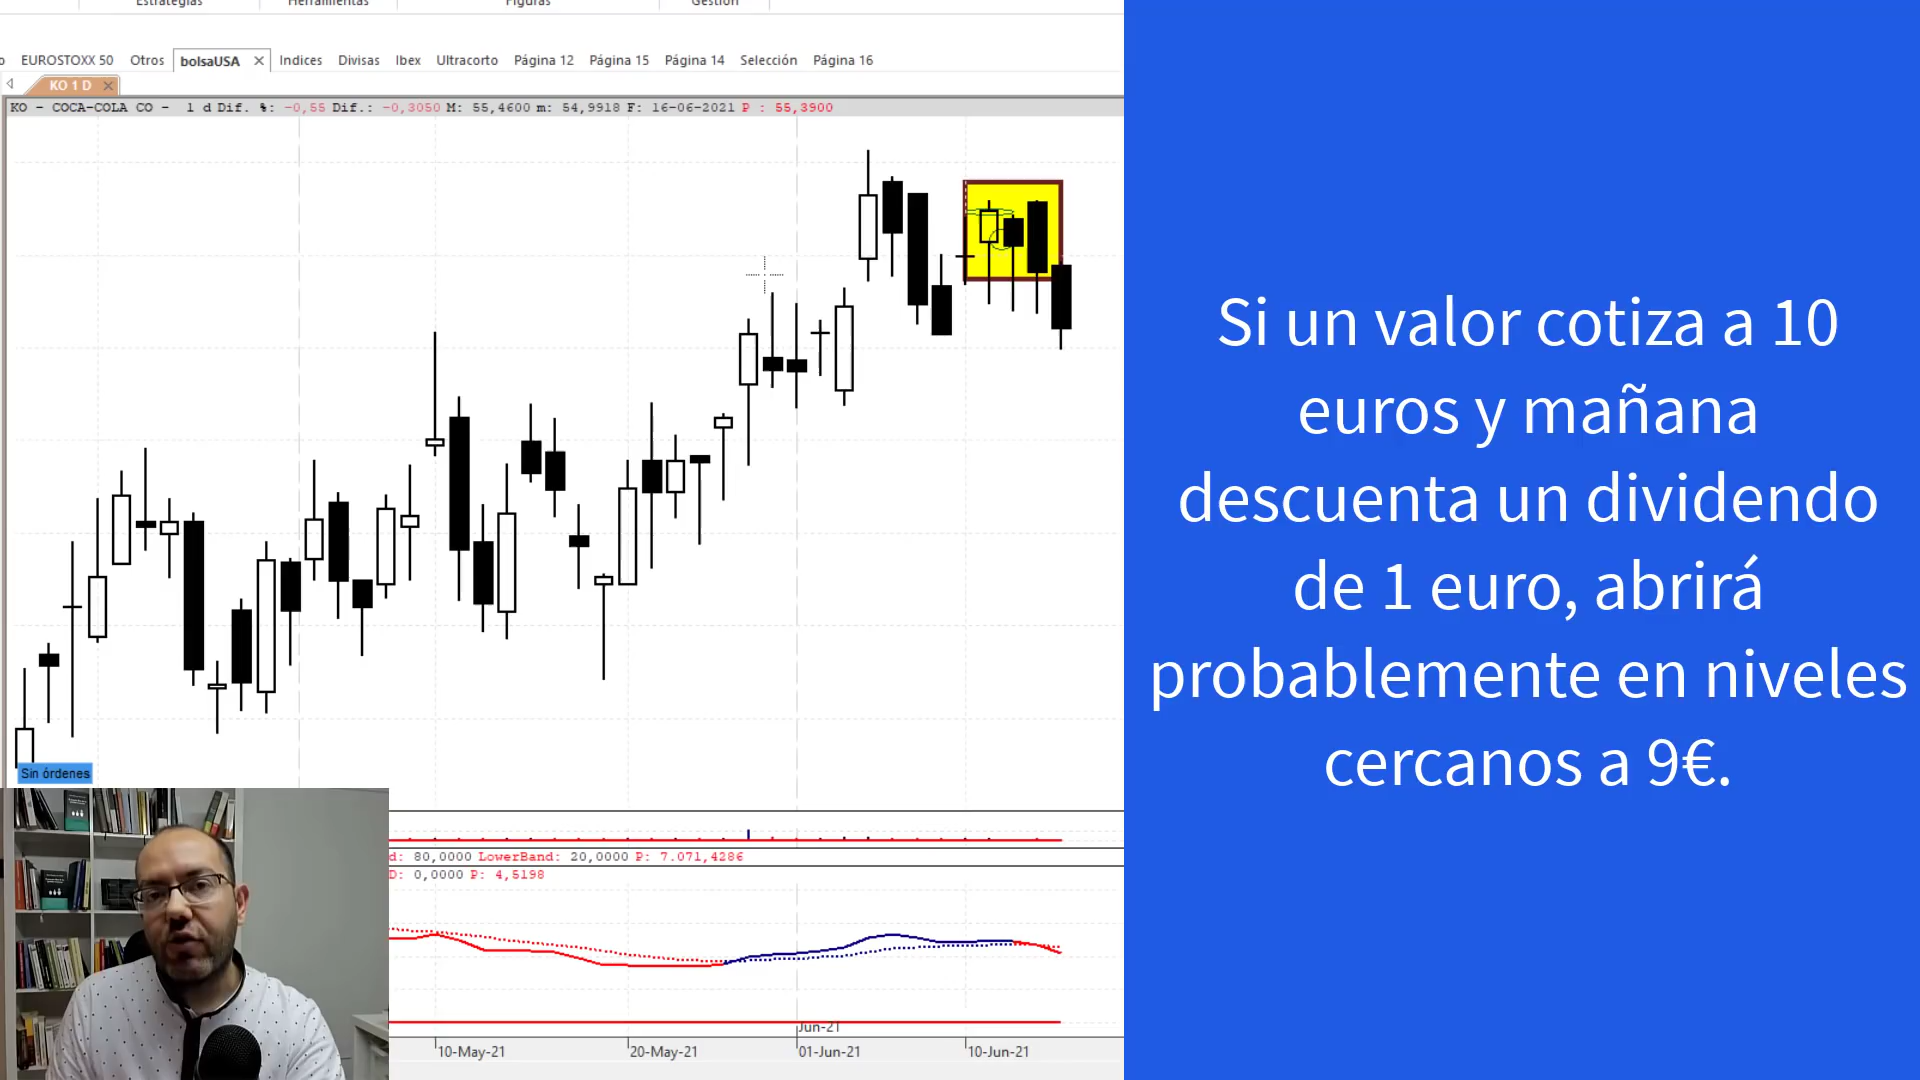 Estrategias Herramientas Figuras Gestión
EUROSTOXX 50 Otros bolsaUSA Indices Divisas Ibex Ultracorto Página 12 Página 15 Página 14 Selección Página 16
KO 1 D
KO - COCA-COLA CO - 1 d Dif. %: -0,55 Dif.: -0,3050 M: 55,4600 m: 54,9918 F: 16-06-2021 P : 55,3900
Si un valor cotiza a 10
euros y mañana
descuenta un dividendo
de 1 euro, abrirá
probablemente en niveles
cercanos a 9€.
Sin órdenes
80,0000 LowerBand: 20,0000 P: 7.071,4286
0,0000 P: 4,5198
Jun-21
10-May-21 20-May-21 01-Jun-21 10-Jun-21